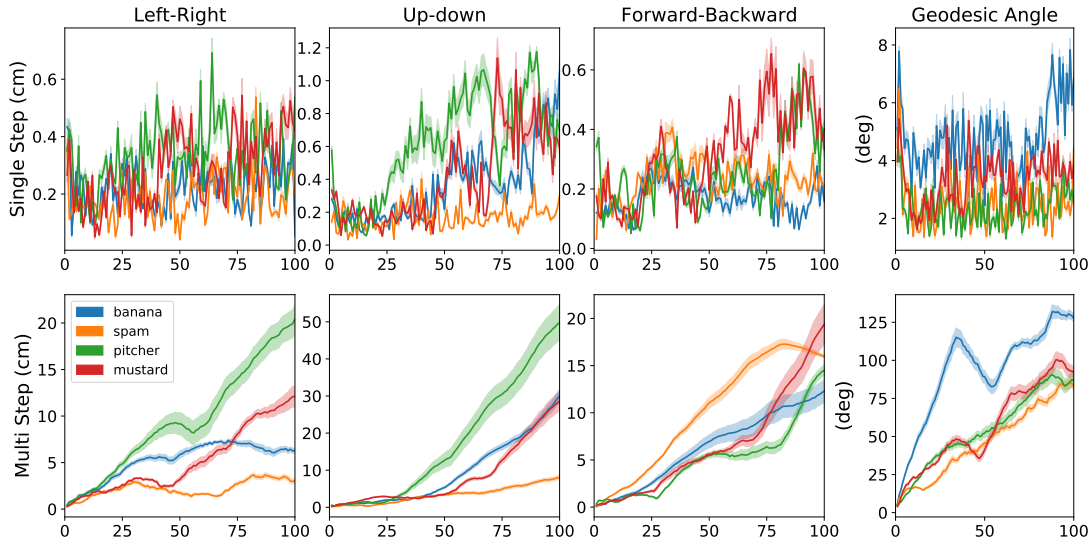 Left-Right
Up-down
Forward-Backward
Geodesic Angle
Single Step (cm)
0.6
0.4
0.2
0 25 50 75 100
1.2
1.0
0.8
0.6
0.4
0.2
0.0
0 25 50 75 100
0.6
0.4
0.2
0.0
0 25 50 75 100
(deg)
8
6
4
2
0 50 100
Multi Step (cm)
20
15
10
5
0
banana
spam
pitcher
mustard
0 25 50 75 100
50
40
30
20
10
0
0 25 50 75 100
20
15
10
5
0
0 25 50 75 100
(deg)
125
100
75
50
25
0
0 50 100